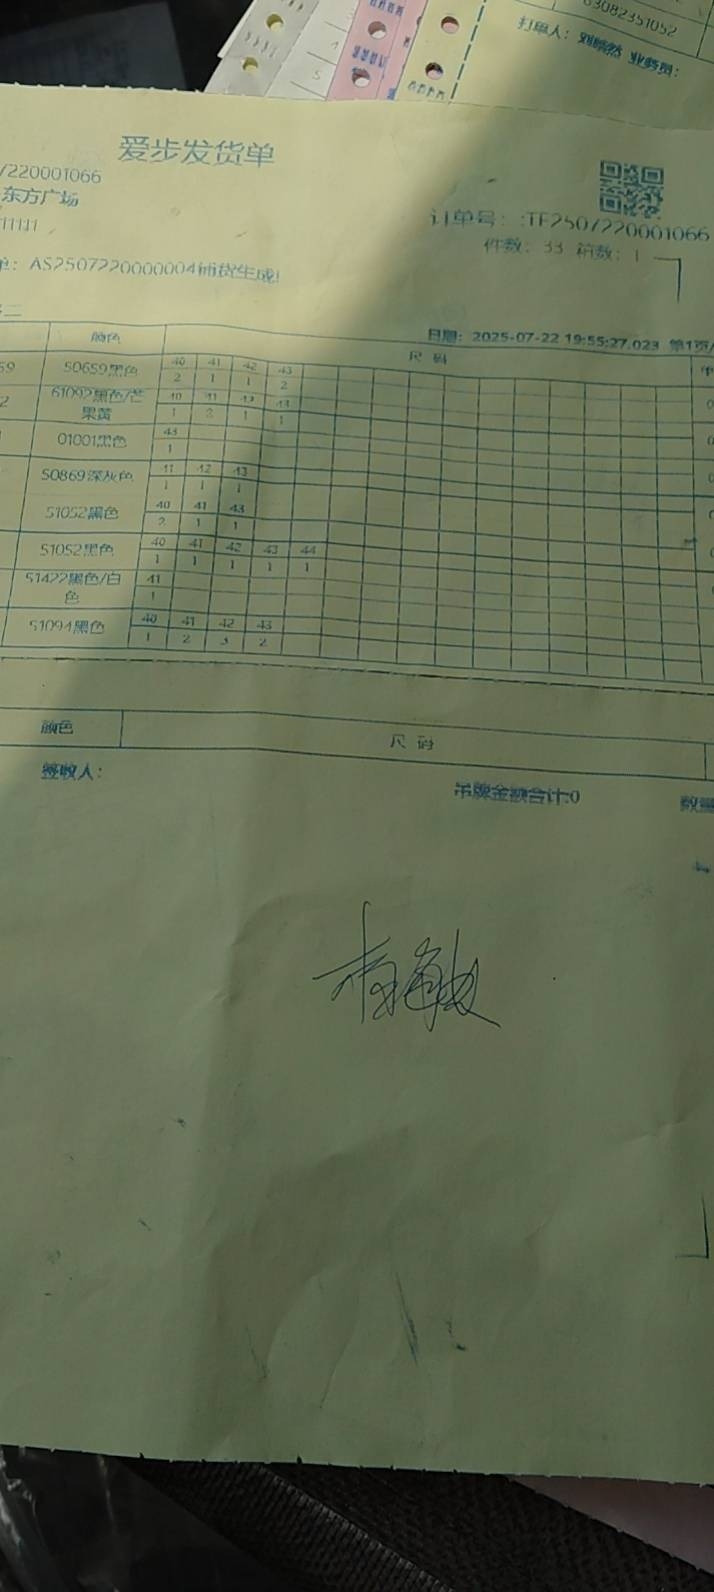 63082351052
打单人： 业务员：
爱步发货单
/220001066
东方广场
11111
订单号：:TF2507220001066
件数：33 箱数：1
AS2507220000004补货生成!
日期：2025-07-22 19:55:27.023 第1页/
颜色 尺 码
59 50659黑色 40 41 42 43
2 1 1 2
2 61092黑色/芒果黄 40 41 42 43
1 2 1 1
01001黑色 43
1
50869深灰色 41 42 43
1 1 1
51052黑色 40 41 43
2 1 1
51052黑色 40 41 42 43 44
1 1 1 1 1
51422黑色/白色 41
1
51094黑色 40 41 42 43
1 2 3 2
颜色 尺 码
签收人：
吊牌金额合计:0 数量